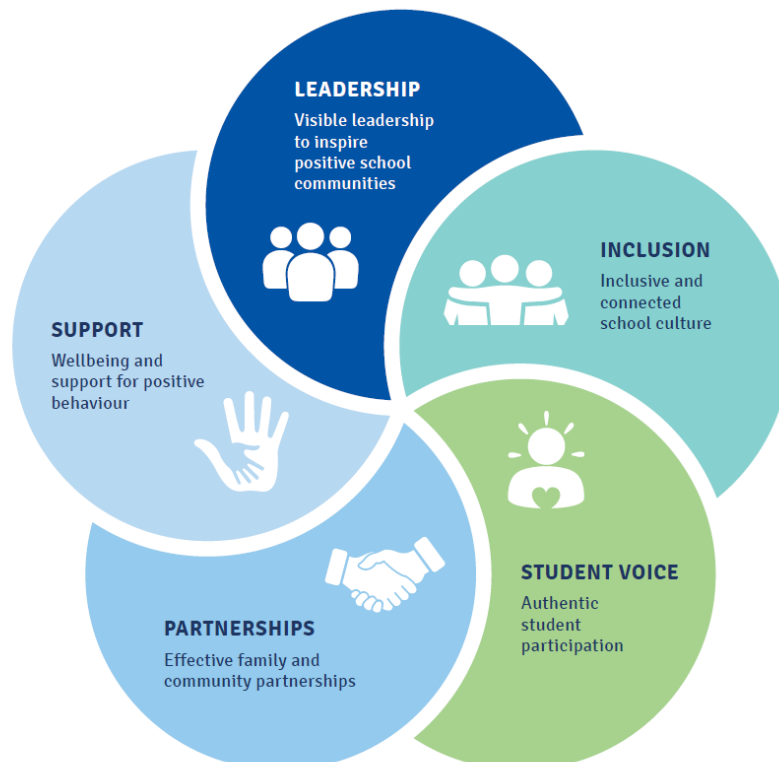 LEADERSHIP
Visible leadership
to inspire
positive school
communities
INCLUSION
Inclusive and
connected
school culture
STUDENT VOICE
Authentic
student
participation
PARTNERSHIPS
Effective family and
community partnerships
SUPPORT
Wellbeing and
support for positive
behaviour